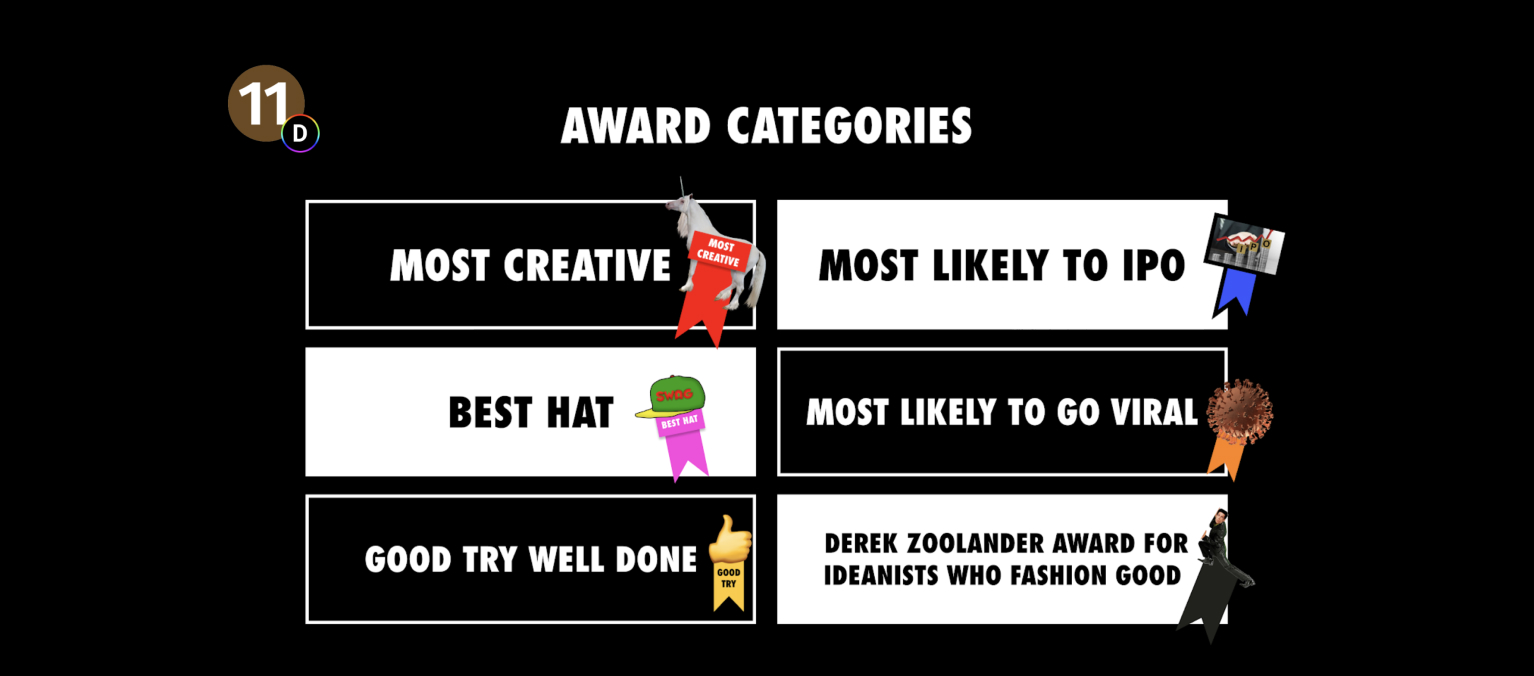 11
D
AWARD CATEGORIES
MOST CREATIVE
MOST
CREATIVE
MOST LIKELY TO IPO
IPO
BEST HAT
SWAG
BEST HAT
MOST LIKELY TO GO VIRAL
GOOD TRY WELL DONE
GOOD
TRY
DEREK ZOOLANDER AWARD FOR
IDEANISTS WHO FASHION GOOD